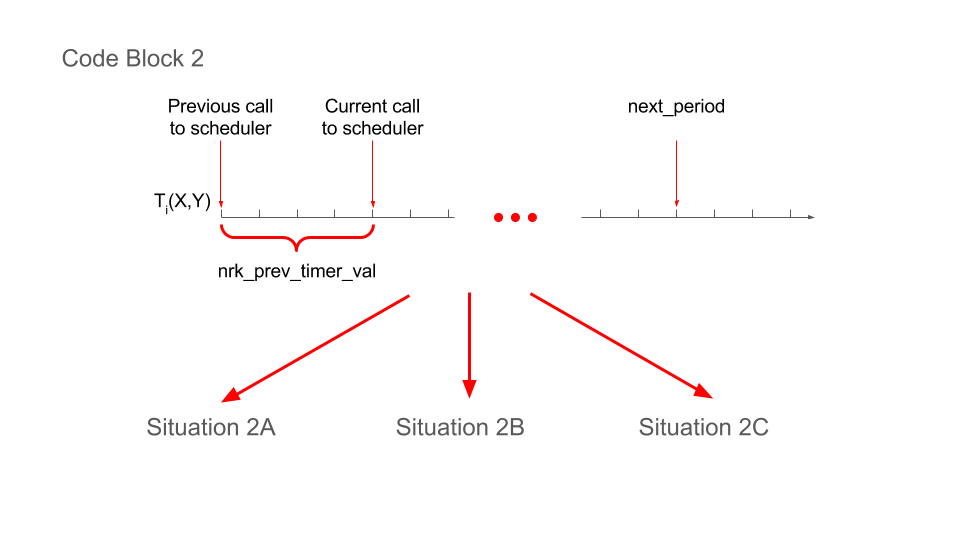 Code Block 2
Previous call
to scheduler
Current call
to scheduler
next_period
Ti(X,Y)
nrk_prev_timer_val
Situation 2A
Situation 2B
Situation 2C